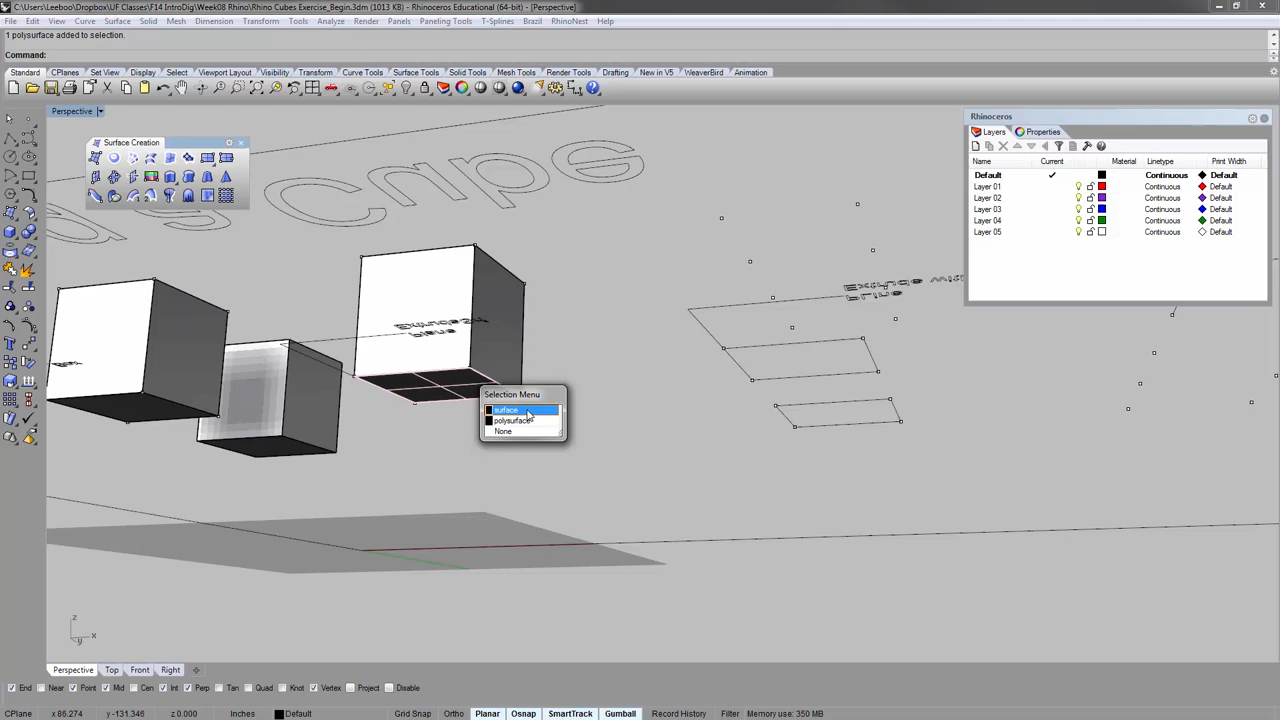 C:\Users\Leeboo\Dropbox\UF Classes\F14 IntroDig\Week08 Rhino\Rhino Cubes Exercise_Begin.3dm (1013 KB) - Rhinoceros Educational (64-bit) - [Perspective]
File Edit View Curve Surface Solid Mesh Dimension Transform Tools Analyze Render Panels Paneling Tools T-Splines Brazil RhinoNest Help
1 polysurface added to selection.
Command:
Standard CPlanes Set View Display Select Viewport Layout Visibility Transform Curve Tools Surface Tools Solid Tools Mesh Tools Render Tools Drafting New in V5 WeaverBird Animation
Perspective
Surface Creation
Rhinoceros
Layers Properties
Name Current Material Linetype Print Width
Default Continuous Default
Layer 01 Continuous Default
Layer 02 Continuous Default
Layer 03 Continuous Default
Layer 04 Continuous Default
Layer 05 Continuous Default
Selection Menu
surface
polysurface
None
z
x
y
Perspective Top Front Right
End Near Point Mid Cen Int Perp Tan Quad Knot Vertex Project Disable
CPlane x 86.274 y -131.346 z 0.000 Inches Default Grid Snap Ortho Planar Osnap SmartTrack Gumball Record History Filter Memory use: 350 MB